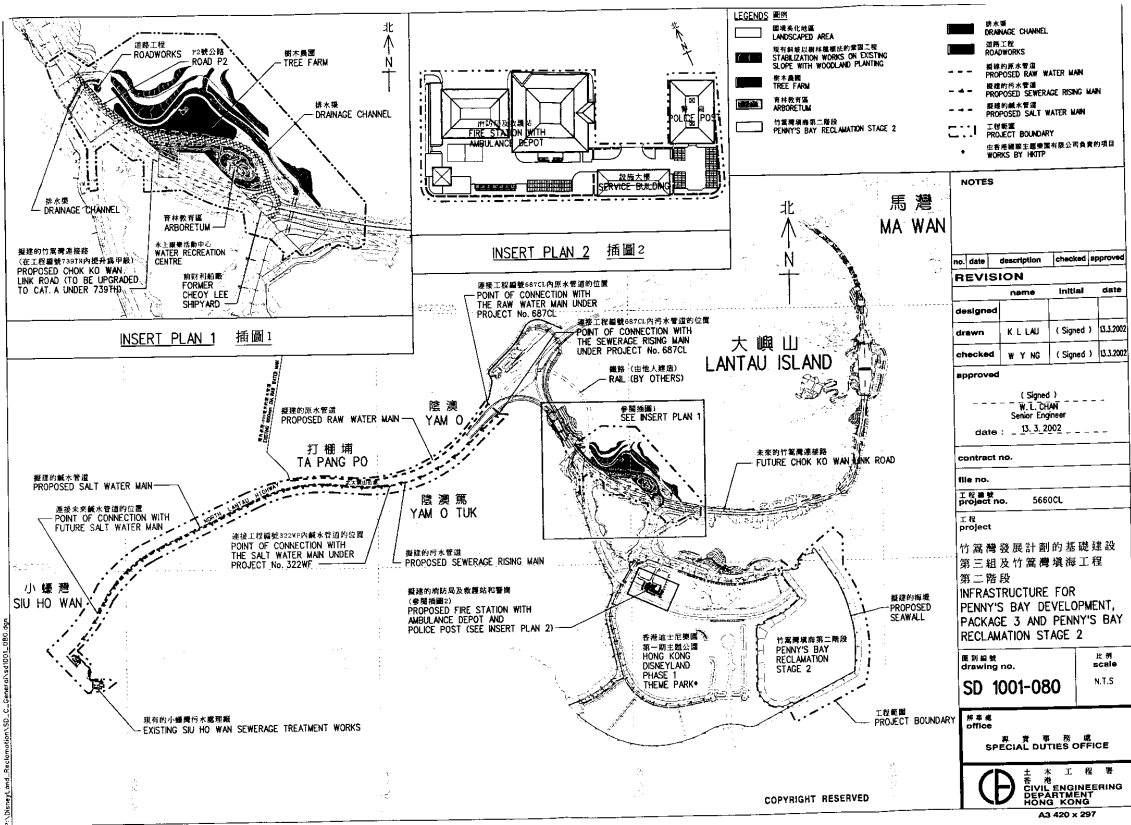 北
N
道路工程
ROADWORKS
P2號公路
ROAD P2
樹木農園
TREE FARM
排水渠
DRAINAGE CHANNEL
排水渠
DRAINAGE CHANNEL
育林教育區
ARBORETUM
水上康樂活動中心
WATER RECREATION
CENTRE
前財利船廠
FORMER
CHEOY LEE
SHIPYARD
擬建的竹篙灣連接路
(在工程編號739TH內提升為甲級)
PROPOSED CHOK KO WAN
LINK ROAD (TO BE UPGRADED
TO CAT. A UNDER 739TH)
INSERT PLAN 1 插圖1
北
N
消防局及救護站
FIRE STATION WITH
AMBULANCE DEPOT
警崗
POLICE POST
設施大樓
SERVICE BUILDING
INSERT PLAN 2 插圖2
LEGENDS 圖例
園境美化地區
LANDSCAPED AREA
現有斜坡以樹林種植法的鞏固工程
STABILIZATION WORKS ON EXISTING
SLOPE WITH WOODLAND PLANTING
樹木農園
TREE FARM
育林教育區
ARBORETUM
竹篙灣填海第二階段
PENNY'S BAY RECLAMATION STAGE 2
排水渠
DRAINAGE CHANNEL
道路工程
ROADWORKS
擬建的原水管道
PROPOSED RAW WATER MAIN
擬建的污水管道
PROPOSED SEWERAGE RISING MAIN
擬建的鹹水管道
PROPOSED SALT WATER MAIN
工程範圍
PROJECT BOUNDARY
* 由香港國際主題樂園有限公司負責的項目
WORKS BY HKITP
北
N
馬灣
MA WAN
大嶼山
LANTAU ISLAND
連接工程編號687CL內原水管道的位置
POINT OF CONNECTION WITH
THE RAW WATER MAIN UNDER
PROJECT No. 687CL
連接工程編號687CL內污水管道的位置
POINT OF CONNECTION WITH
THE SEWERAGE RISING MAIN
UNDER PROJECT No. 687CL
鐵路 (由他人建造)
RAIL (BY OTHERS)
參閱插圖1
SEE INSERT PLAN 1
擬建的原水管道
PROPOSED RAW WATER MAIN
陰澳
YAM O
打棚埔
TA PANG PO
未來的竹篙灣連接路
FUTURE CHOK KO WAN LINK ROAD
擬建的鹹水管道
PROPOSED SALT WATER MAIN
NORTH LANTAU HIGHWAY
陰澳篤
YAM O TUK
連接未來鹹水管道的位置
POINT OF CONNECTION WITH
FUTURE SALT WATER MAIN
連接工程編號322WF內鹹水管道的位置
POINT OF CONNECTION WITH
THE SALT WATER MAIN UNDER
PROJECT No. 322WF
擬建的污水管道
PROPOSED SEWERAGE RISING MAIN
小蠔灣
SIU HO WAN
擬建的消防局及救護站和警崗
(參閱插圖2)
PROPOSED FIRE STATION WITH
AMBULANCE DEPOT AND
POLICE POST (SEE INSERT PLAN 2)
擬建的海堤
PROPOSED
SEAWALL
香港迪士尼樂園
第一期主題公園
HONG KONG
DISNEYLAND
PHASE 1
THEME PARK*
竹篙灣填海第二階段
PENNY'S BAY
RECLAMATION
STAGE 2
工程範圍
PROJECT BOUNDARY
現有的小蠔灣污水處理廠
EXISTING SIU HO WAN SEWERAGE TREATMENT WORKS
COPYRIGHT RESERVED
NOTES
no. date description checked approved
REVISION
name initial date
designed
drawn K L LAU (Signed) 13.3.2002
checked W Y NG (Signed) 13.3.2002
approved
(Signed)
W. L. CHAN
Senior Engineer
date : 13. 3. 2002
contract no.
file no.
工程編號
project no. 5660CL
工程
project
竹篙灣發展計劃的基礎建設
第三組及竹篙灣填海工程
第二階段
INFRASTRUCTURE FOR
PENNY'S BAY DEVELOPMENT,
PACKAGE 3 AND PENNY'S BAY
RECLAMATION STAGE 2
圖則編號
drawing no.
SD 1001-080
比例
scale
N.T.S
辦事處
office
專責事務處
SPECIAL DUTIES OFFICE
土木工程署
香港
CIVIL ENGINEERING
DEPARTMENT
HONG KONG
A3 420 x 297